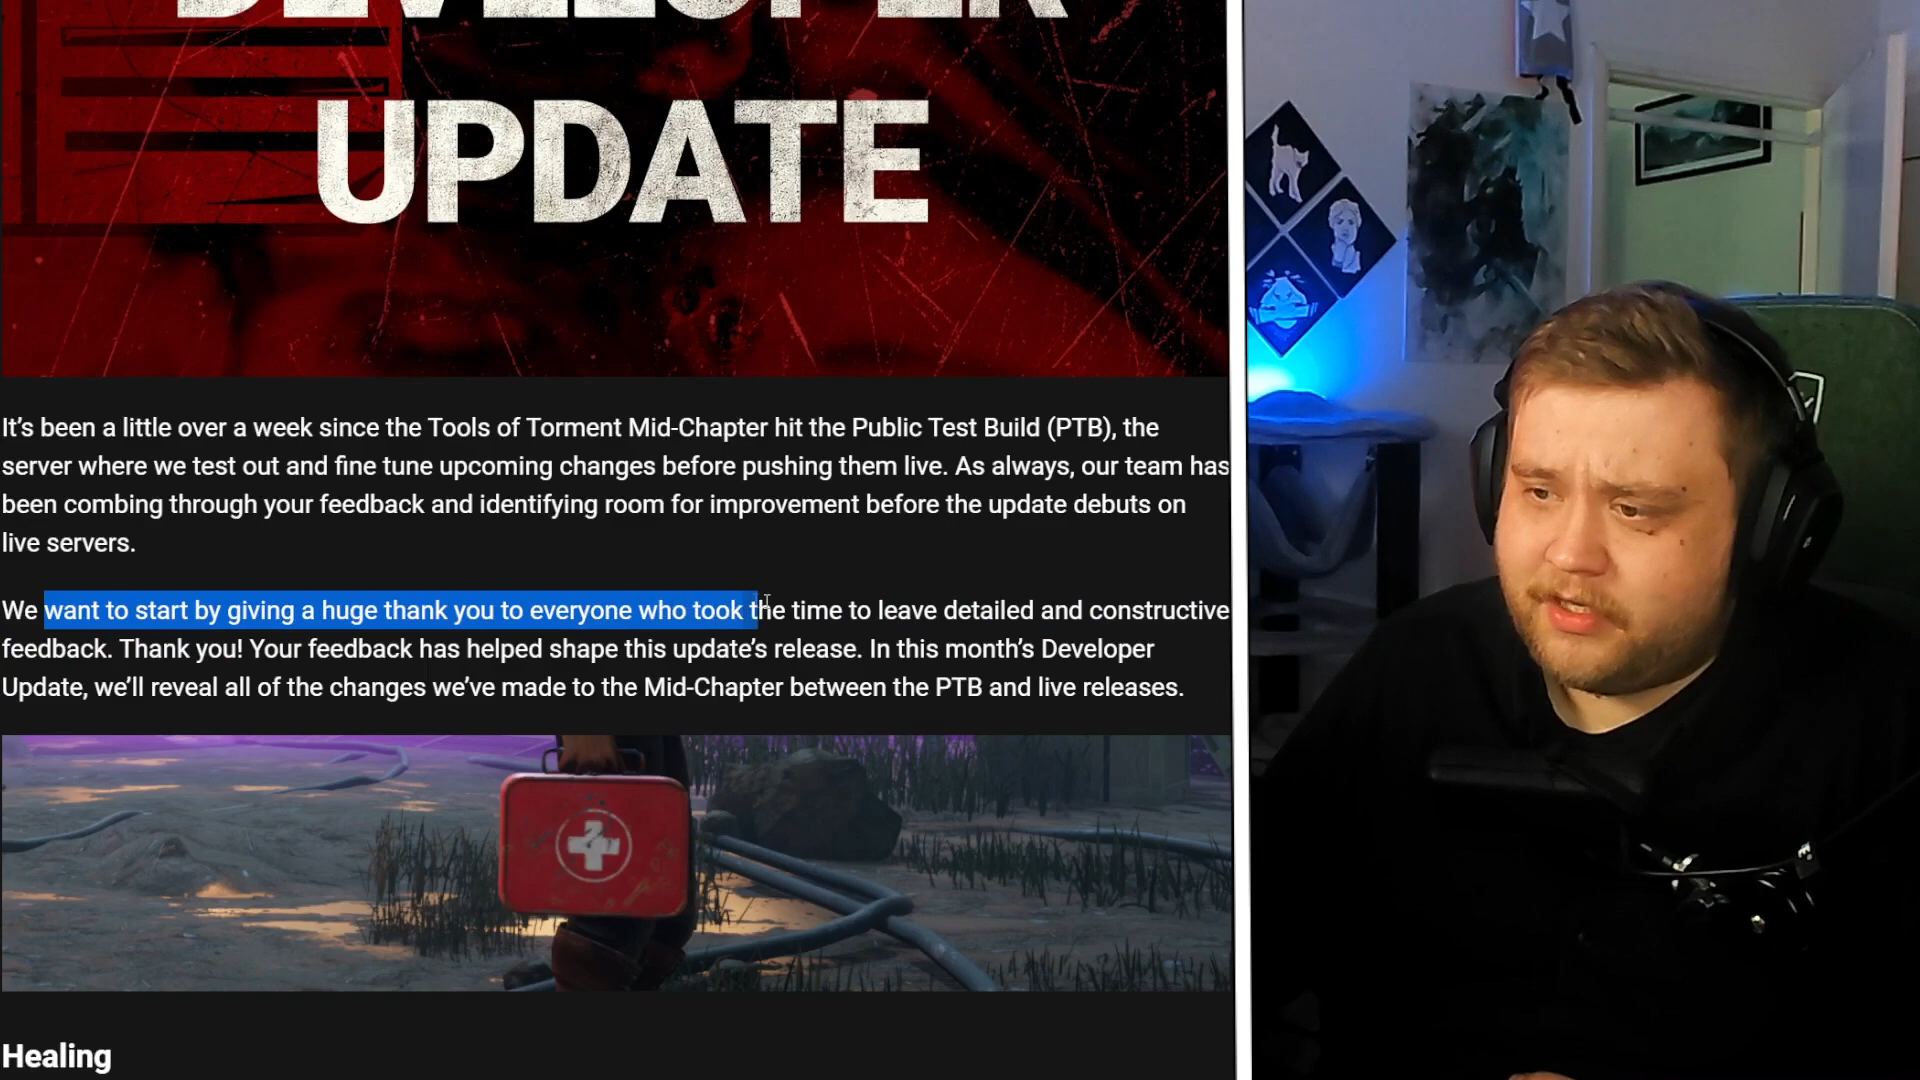 DEVELOPER
UPDATE
It’s been a little over a week since the Tools of Torment Mid-Chapter hit the Public Test Build (PTB), the
server where we test out and fine tune upcoming changes before pushing them live. As always, our team has
been combing through your feedback and identifying room for improvement before the update debuts on
live servers.
We want to start by giving a huge thank you to everyone who took the time to leave detailed and constructive
feedback. Thank you! Your feedback has helped shape this update’s release. In this month’s Developer
Update, we’ll reveal all of the changes we’ve made to the Mid-Chapter between the PTB and live releases.
Healing